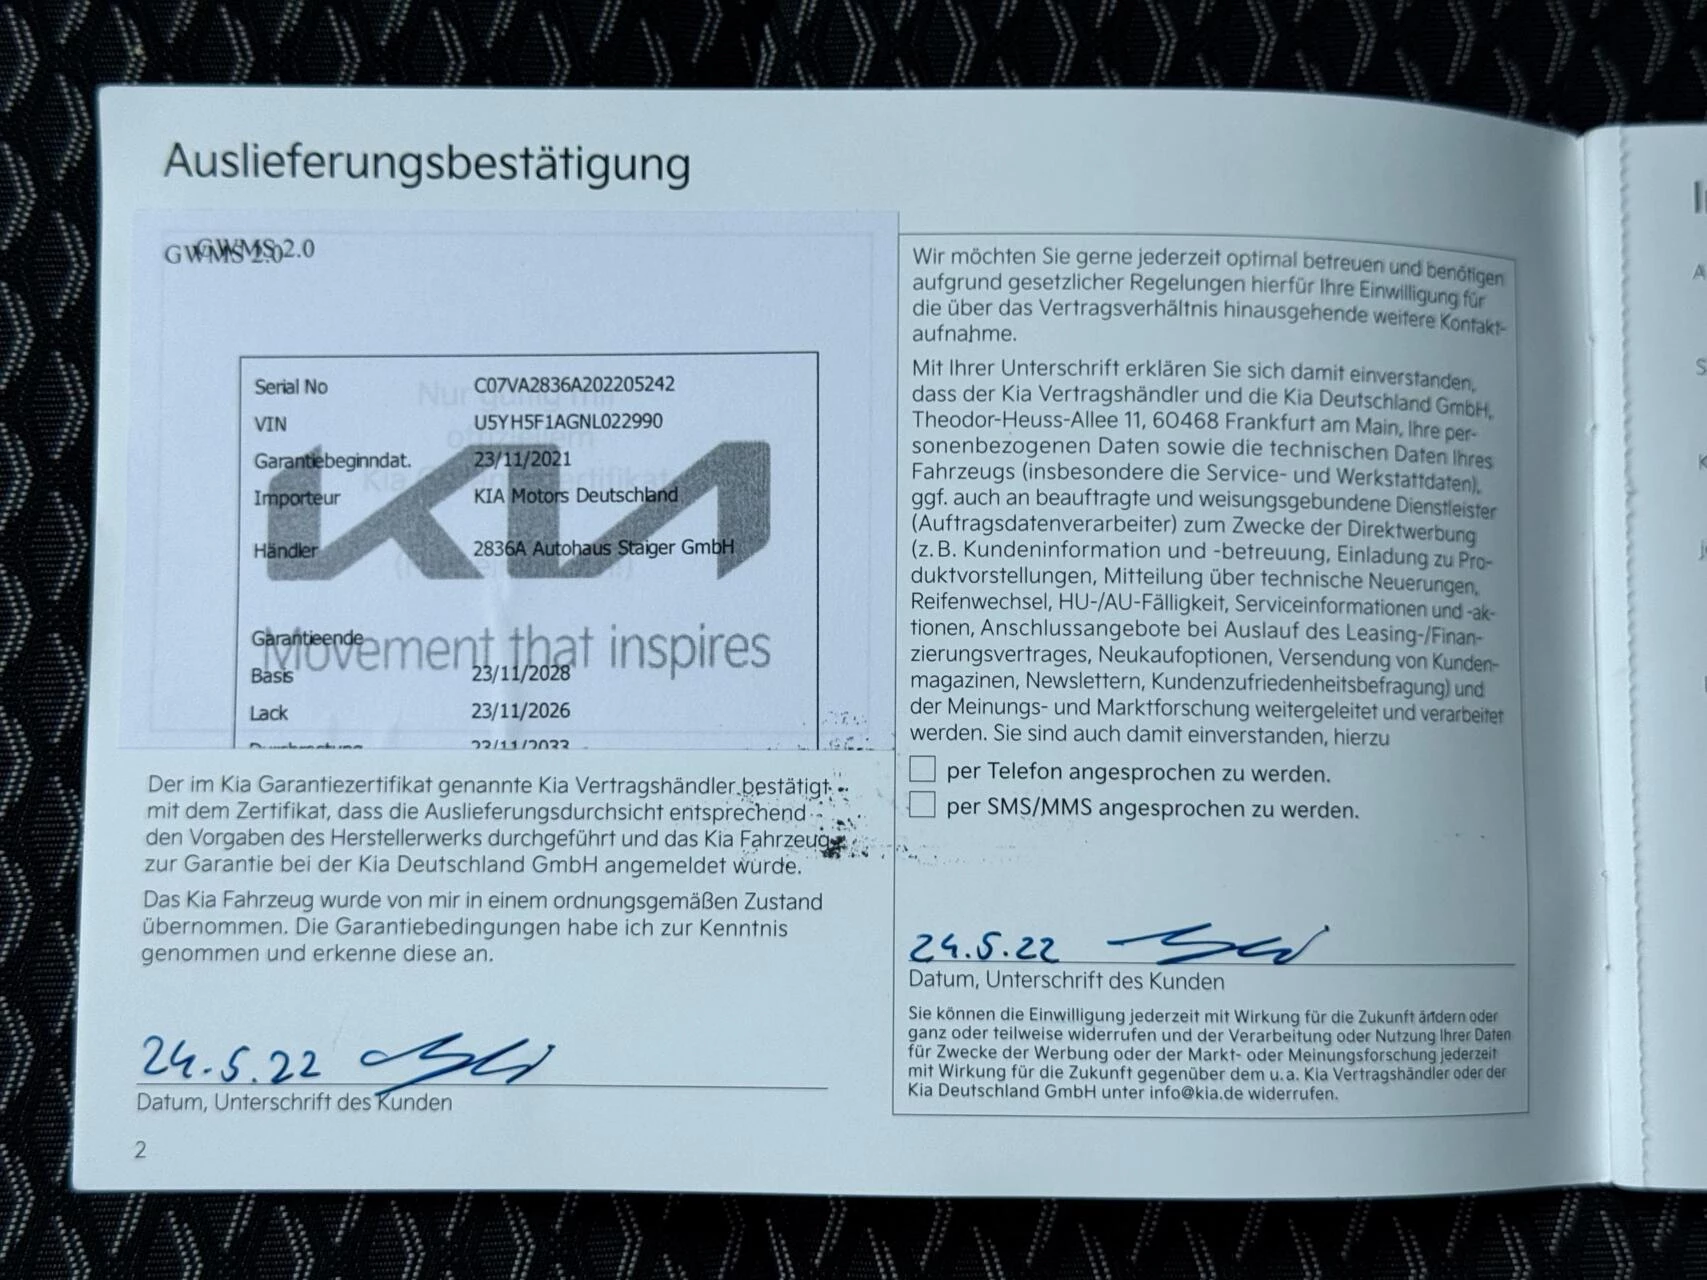 Auslieferungsbestätigung
GWMS 2.0
GWMS 2.0
Serial No C07VA2836A202205242
VIN U5YH5F1AGNL022990
Garantiebeginndat. 23/11/2021
Importeur KIA Motors Deutschland
Händler 2836A Autohaus Staiger GmbH
KIA
Movement that inspires
Garantieende
Basis 23/11/2028
Lack 23/11/2026
23/11/2033
Der im Kia Garantiezertifikat genannte Kia Vertragshändler bestätigt
mit dem Zertifikat, dass die Auslieferungsdurchsicht entsprechend
den Vorgaben des Herstellerwerks durchgeführt und das Kia Fahrzeug
zur Garantie bei der Kia Deutschland GmbH angemeldet wurde.
Das Kia Fahrzeug wurde von mir in einem ordnungsgemäßen Zustand
übernommen. Die Garantiebedingungen habe ich zur Kenntnis
genommen und erkenne diese an.
24.5.22
Datum, Unterschrift des Kunden
2
Wir möchten Sie gerne jederzeit optimal betreuen und benötigen
aufgrund gesetzlicher Regelungen hierfür Ihre Einwilligung für
die über das Vertragsverhältnis hinausgehende weitere Kontakt-
aufnahme.
Mit Ihrer Unterschrift erklären Sie sich damit einverstanden,
dass der Kia Vertragshändler und die Kia Deutschland GmbH,
Theodor-Heuss-Allee 11, 60468 Frankfurt am Main, Ihre per-
sonenbezogenen Daten sowie die technischen Daten Ihres
Fahrzeugs (insbesondere die Service- und Werkstattdaten),
ggf. auch an beauftragte und weisungsgebundene Dienstleister
(Auftragsdatenverarbeiter) zum Zwecke der Direktwerbung
(z. B. Kundeninformation und -betreuung, Einladung zu Pro-
duktvorstellungen, Mitteilung über technische Neuerungen,
Reifenwechsel, HU-/AU-Fälligkeit, Serviceinformationen und -ak-
tionen, Anschlussangebote bei Auslauf des Leasing-/Finan-
zierungsvertrages, Neukaufoptionen, Versendung von Kunden-
magazinen, Newslettern, Kundenzufriedenheitsbefragung) und
der Meinungs- und Marktforschung weitergeleitet und verarbeitet
werden. Sie sind auch damit einverstanden, hierzu
per Telefon angesprochen zu werden.
per SMS/MMS angesprochen zu werden.
24.5.22
Datum, Unterschrift des Kunden
Sie können die Einwilligung jederzeit mit Wirkung für die Zukunft ändern oder
ganz oder teilweise widerrufen und der Verarbeitung oder Nutzung Ihrer Daten
für Zwecke der Werbung oder der Markt- oder Meinungsforschung jederzeit
mit Wirkung für die Zukunft gegenüber dem u. a. Kia Vertragshändler oder der
Kia Deutschland GmbH unter info@kia.de widerrufen.